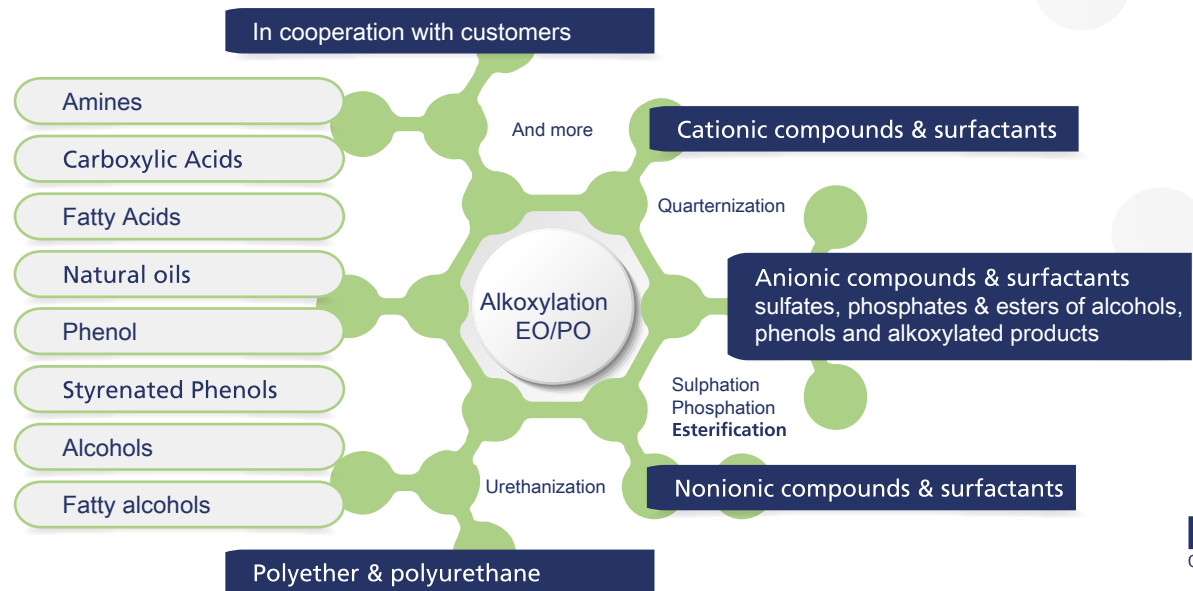 In cooperation with customers
Amines
Carboxylic Acids
Fatty Acids
Natural oils
Phenol
Styrenated Phenols
Alcohols
Fatty alcohols
And more
Cationic compounds & surfactants
Quarternization
Alkoxylation
EO/PO
Anionic compounds & surfactants
sulfates, phosphates & esters of alcohols,
phenols and alkoxylated products
Sulphation
Phosphation
Esterification
Urethanization
Nonionic compounds & surfactants
Polyether & polyurethane